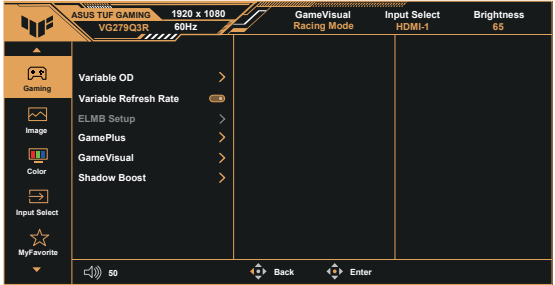 ASUS TUF GAMING 1920 x 1080 GameVisual Input Select Brightness
VG279Q3R 60Hz Racing Mode HDMI-1 65
Gaming
Image
Color
Input Select
MyFavorite
Variable OD
Variable Refresh Rate
ELMB Setup
GamePlus
GameVisual
Shadow Boost
50 Back Enter